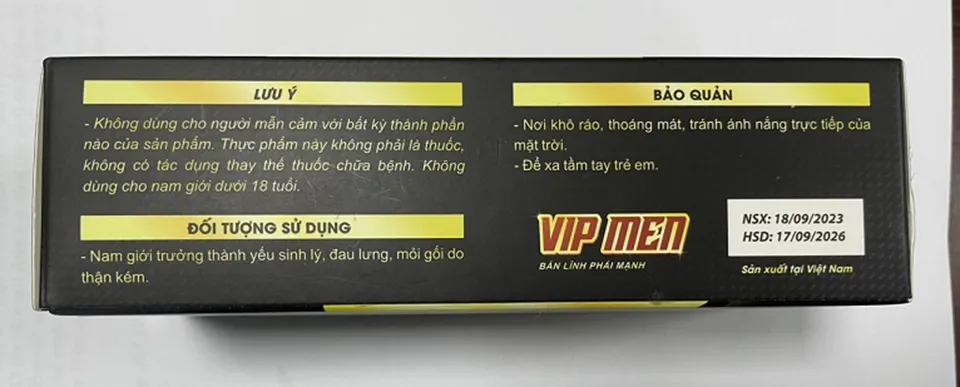 LƯU Ý
- Không dùng cho người mẫn cảm với bất kỳ thành phần
nào của sản phẩm. Thực phẩm này không phải là thuốc,
không có tác dụng thay thế thuốc chữa bệnh. Không
dùng cho nam giới dưới 18 tuổi.
ĐỐI TƯỢNG SỬ DỤNG
- Nam giới trưởng thành yếu sinh lý, đau lưng, mỏi gối do
thận kém.
BẢO QUẢN
- Nơi khô ráo, thoáng mát, tránh ánh nắng trực tiếp của
mặt trời.
- Để xa tầm tay trẻ em.
VIP MEN
BẢN LĨNH PHÁI MẠNH
NSX: 18/09/2023
HSD: 17/09/2026
Sản xuất tại Việt Nam